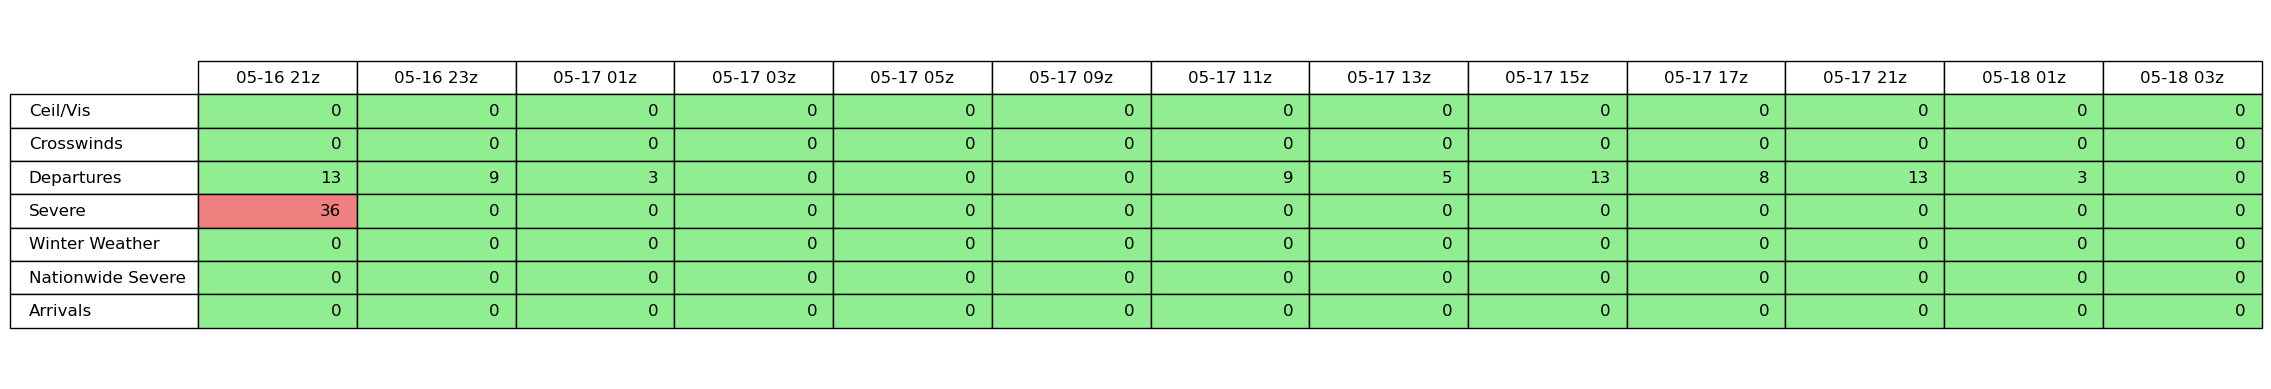 05-16 21z 05-16 23z 05-17 01z 05-17 03z 05-17 05z 05-17 09z 05-17 11z 05-17 13z 05-17 15z 05-17 17z 05-17 21z 05-18 01z 05-18 03z
Ceil/Vis 0 0 0 0 0 0 0 0 0 0 0 0 0
Crosswinds 0 0 0 0 0 0 0 0 0 0 0 0 0
Departures 13 9 3 0 0 0 9 5 13 8 13 3 0
Severe 36 0 0 0 0 0 0 0 0 0 0 0 0
Winter Weather 0 0 0 0 0 0 0 0 0 0 0 0 0
Nationwide Severe 0 0 0 0 0 0 0 0 0 0 0 0 0
Arrivals 0 0 0 0 0 0 0 0 0 0 0 0 0